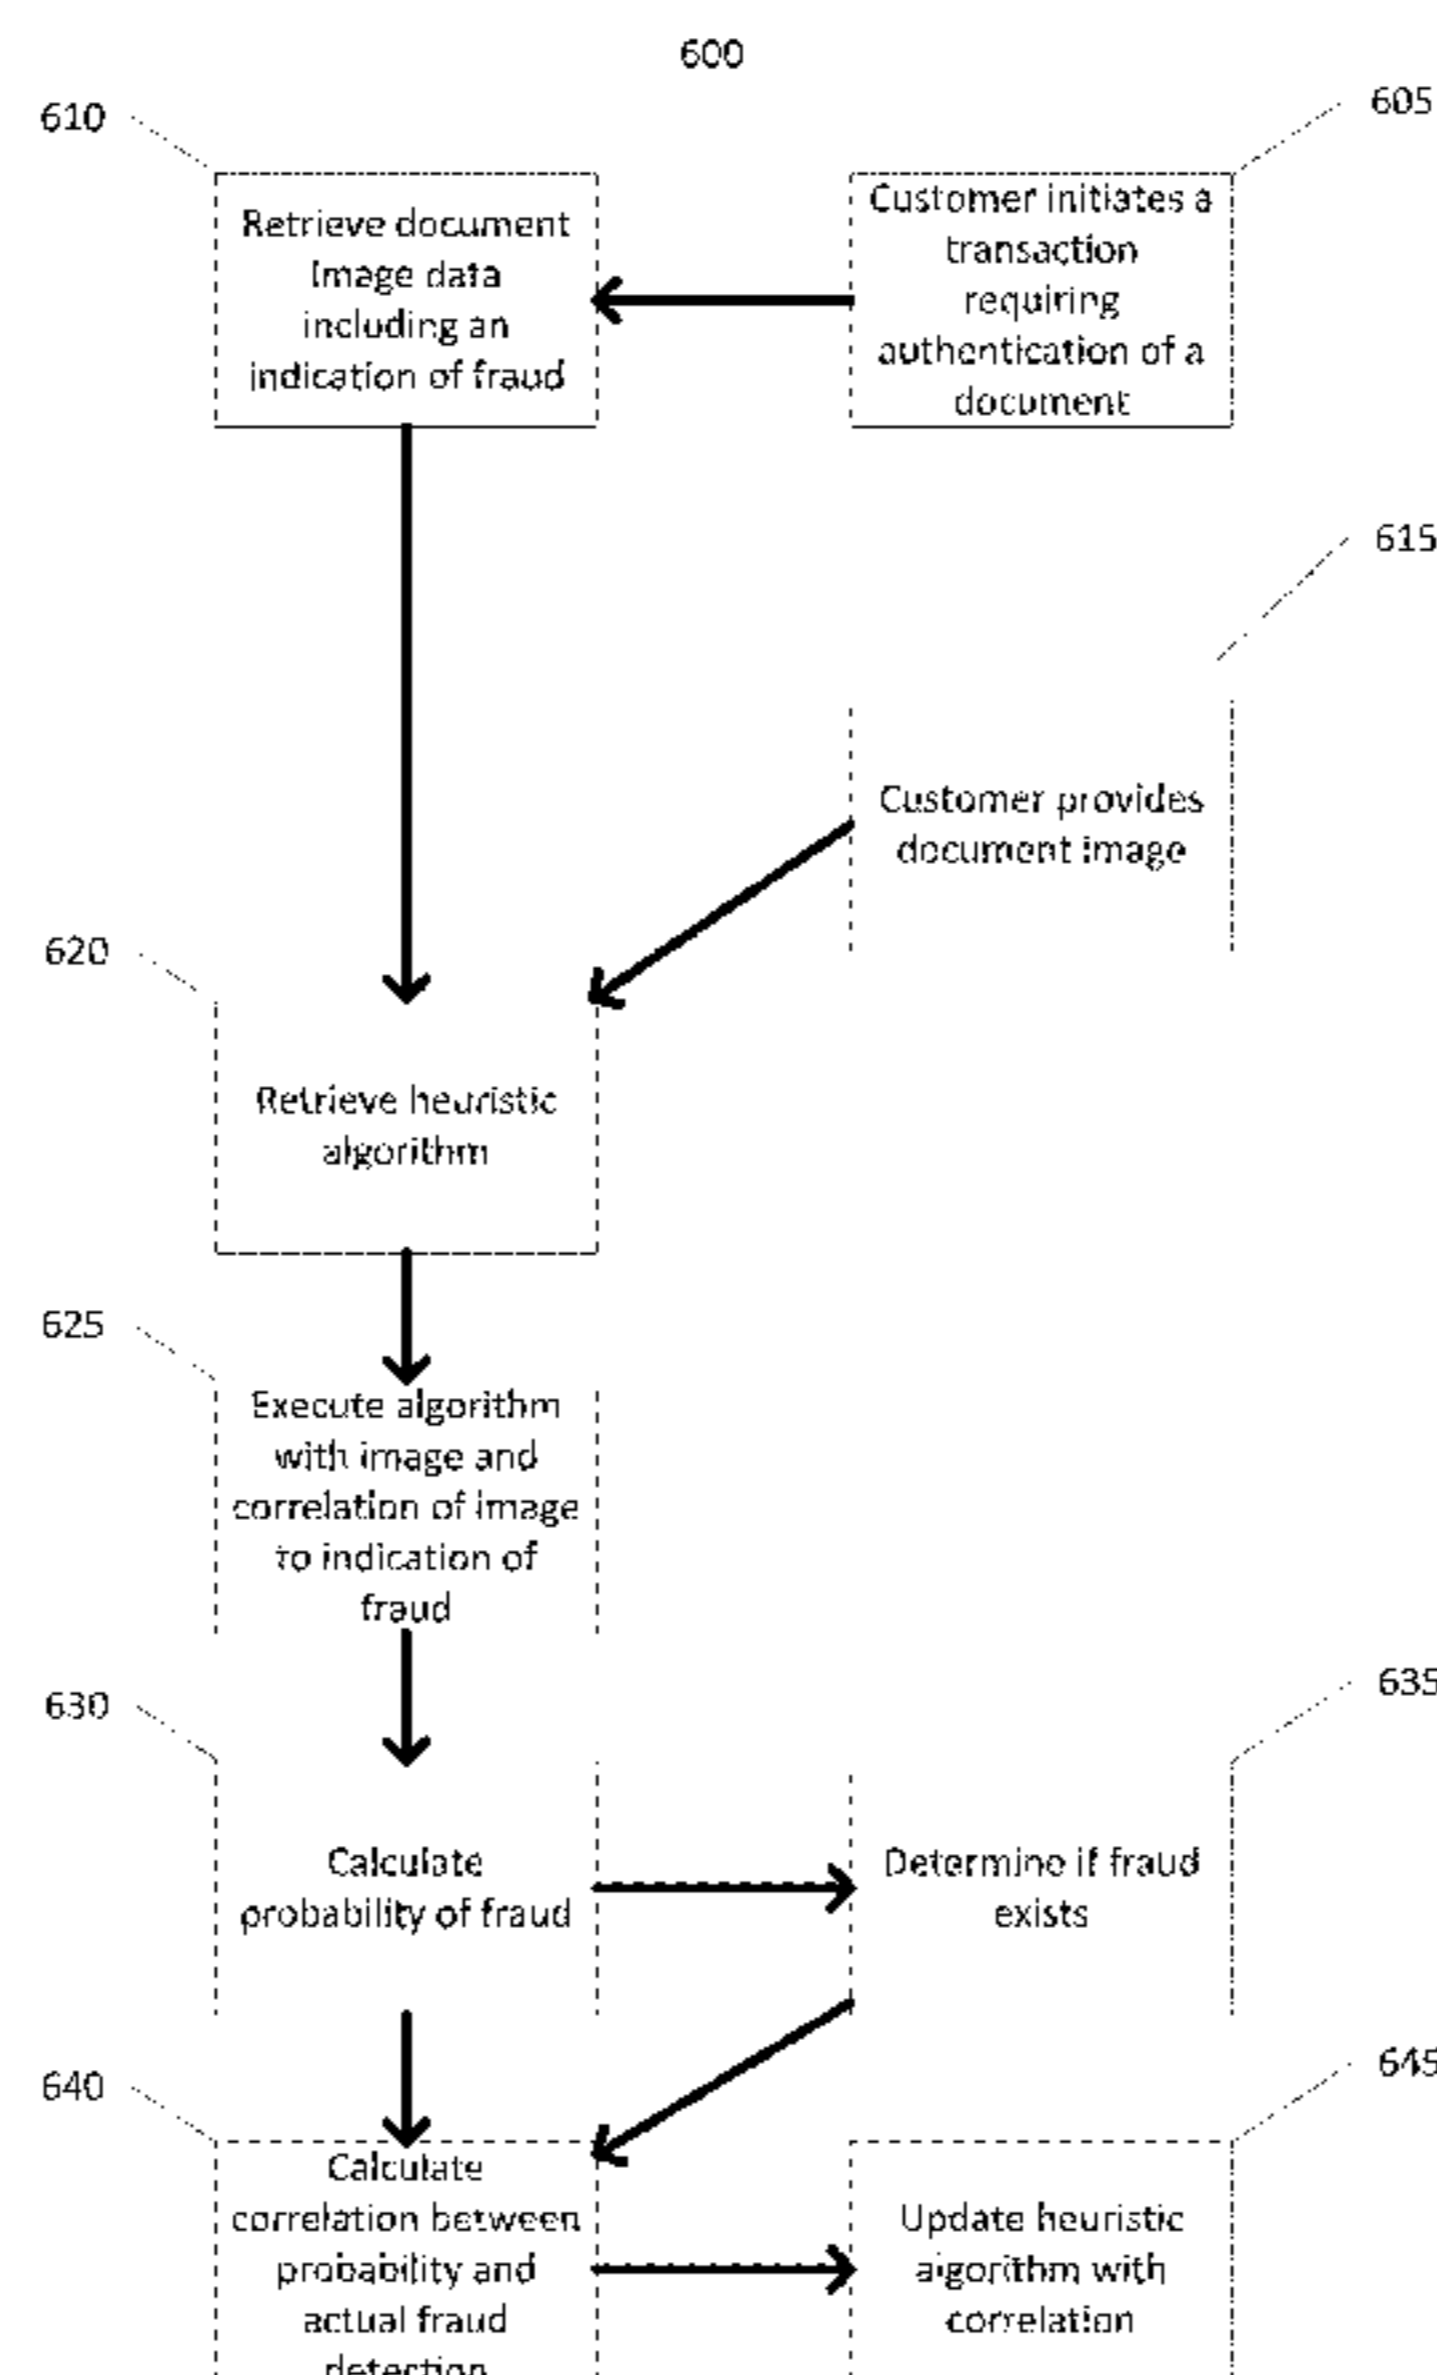 600
610
605
Retrieve document
Image data
including an
indication of fraud
Customer initiates a
transaction
requiring
authentication of a
document
615
Customer provides
document image
620
Retrieve heuristic
algorithm
625
Execute algorithm
with image and
correlation of image
to indication of
fraud
630
635
Calculate
probability of fraud
Determine if fraud
exists
640
645
Calculate
correlation between
probability and
actual fraud
detection
Update heuristic
algorithm with
correlation